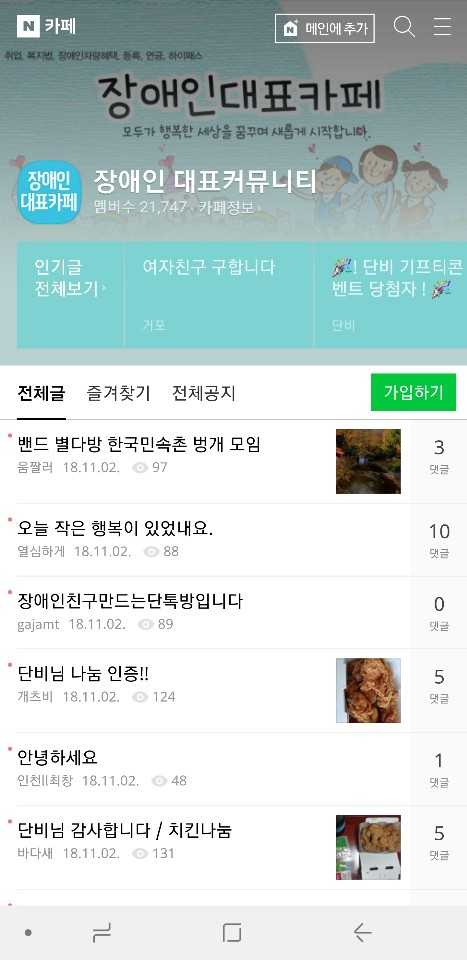 N 카페
메인에 추가
취업, 복지법, 장애인차량혜택, 등록, 연금, 하이패스
장애인대표카페
모두가 행복한 세상을 꿈꾸며 새롭게 시작합니다.
장애인
대표카페
장애인 대표커뮤니티
멤버수 21,747 · 카페정보 ›
인기글
전체보기 ›
여자친구 구합니다
거포
🎉! 단비 기프티콘
벤트 당첨자 ! 🎉
단비
전체글 즐겨찾기 전체공지
가입하기
밴드 별다방 한국민속촌 벙개 모임
움짤러 18.11.02. 97
3
댓글
오늘 작은 행복이 있었내요.
열심하게 18.11.02. 88
10
댓글
장애인친구만드는단톡방입니다
gajamt 18.11.02. 89
0
댓글
단비님 나눔 인증!!
개츠비 18.11.02. 124
5
댓글
안녕하세요
인천ll최창 18.11.02. 48
1
댓글
단비님 감사합니다 / 치킨나눔
바다새 18.11.02. 131
5
댓글